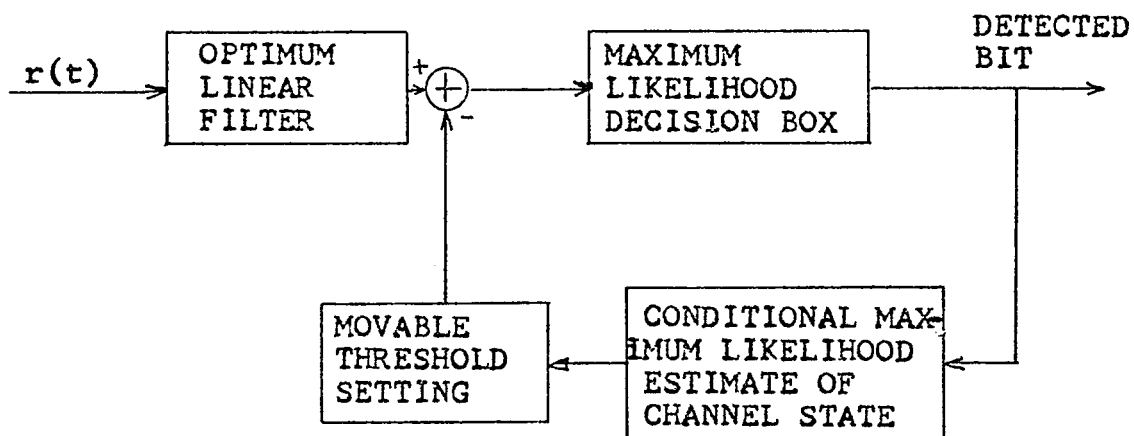 r(t)
OPTIMUM
LINEAR
FILTER
+
-
MAXIMUM
LIKELIHOOD
DECISION BOX
DETECTED
BIT
MOVABLE
THRESHOLD
SETTING
CONDITIONAL MAX-
IMUM LIKELIHOOD
ESTIMATE OF
CHANNEL STATE